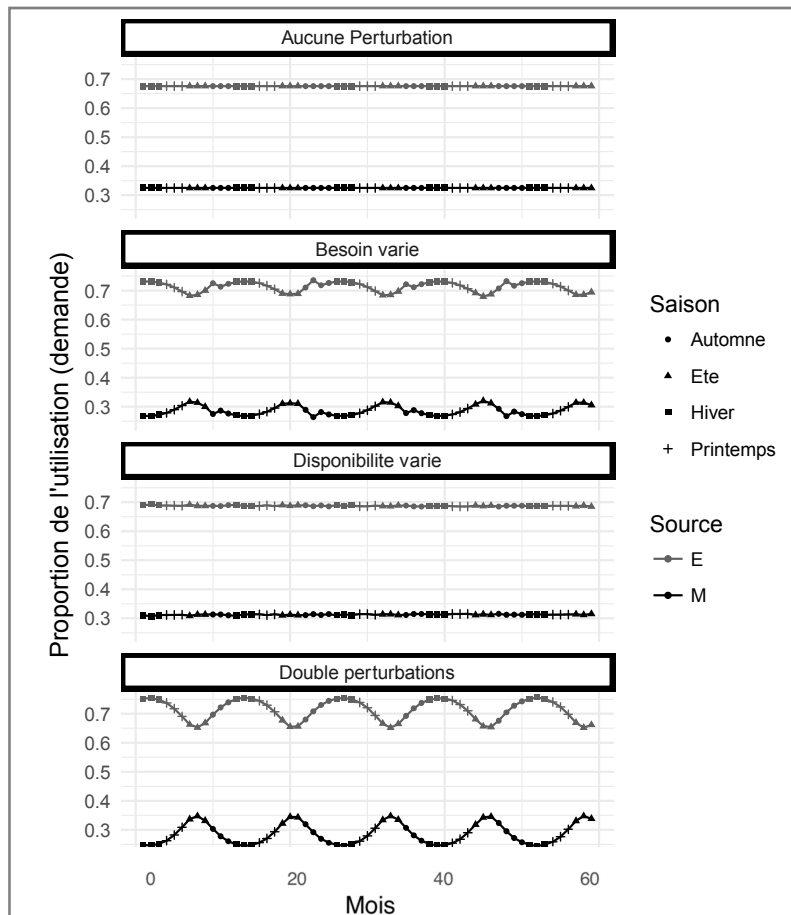 Aucune Perturbation
0.7
0.6
0.5
0.4
0.3
Besoin varie
0.7
0.6
0.5
0.4
0.3
Disponibilite varie
0.7
0.6
0.5
0.4
0.3
Double perturbations
0.7
0.6
0.5
0.4
0.3
0 20 40 60
Mois
Proportion de l'utilisation (demande)
Saison
Automne
Ete
Hiver
Printemps
Source
E
M